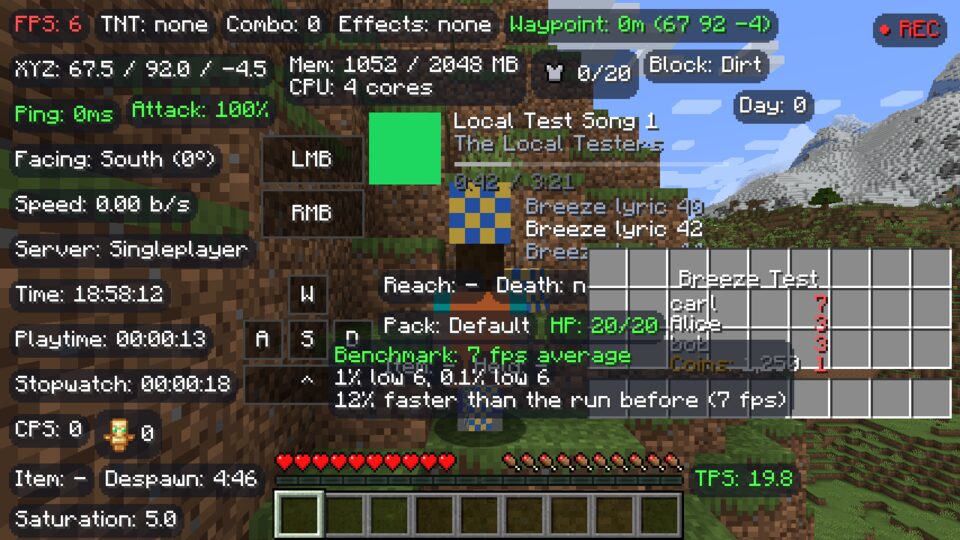 FPS: 6 TNT: none Combo: 0 Effects: none Waypoint: 0m (67 92 -4)
REC
XYZ: 67.5 / 92.0 / -4.5
Mem: 1052 / 2048 MB
CPU: 4 cores
0/20
Block: Dirt
Day: 0
Ping: 0ms
Attack: 100%
Local Test Song 1
The Local Testers
0:42 / 3:21
Facing: South (0°)
LMB
Speed: 0.00 b/s
RMB
Breeze lyric
Breeze lyric 42
Breeze lyric
Server: Singleplayer
Reach: - Death:
Breeze Test
carl 7
Alice 3
bob 3
Coins: 1,250 1
Time: 18:58:12
W
Pack: Default HP: 20/20
Playtime: 00:00:13
A S D
Benchmark: 7 fps average
1% low 6, 0.1% low 6
12% faster than the run before (7 fps)
Stopwatch: 00:00:18
^
CPS: 0
0
Item: - Despawn: 4:46
TPS: 19.8
Saturation: 5.0